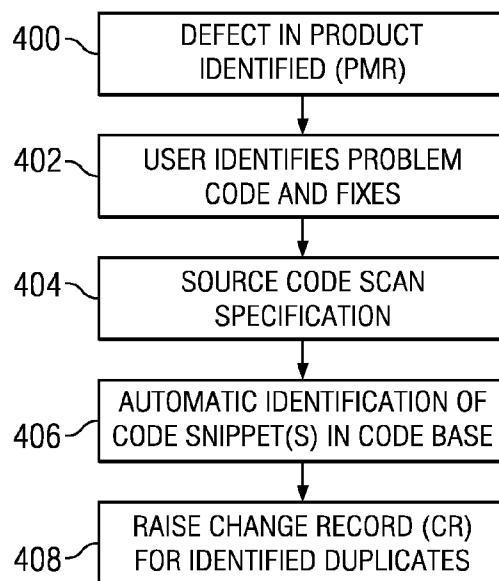 400
DEFECT IN PRODUCT
IDENTIFIED (PMR)
402
USER IDENTIFIES PROBLEM
CODE AND FIXES
404
SOURCE CODE SCAN
SPECIFICATION
406
AUTOMATIC IDENTIFICATION OF
CODE SNIPPET(S) IN CODE BASE
408
RAISE CHANGE RECORD (CR)
FOR IDENTIFIED DUPLICATES